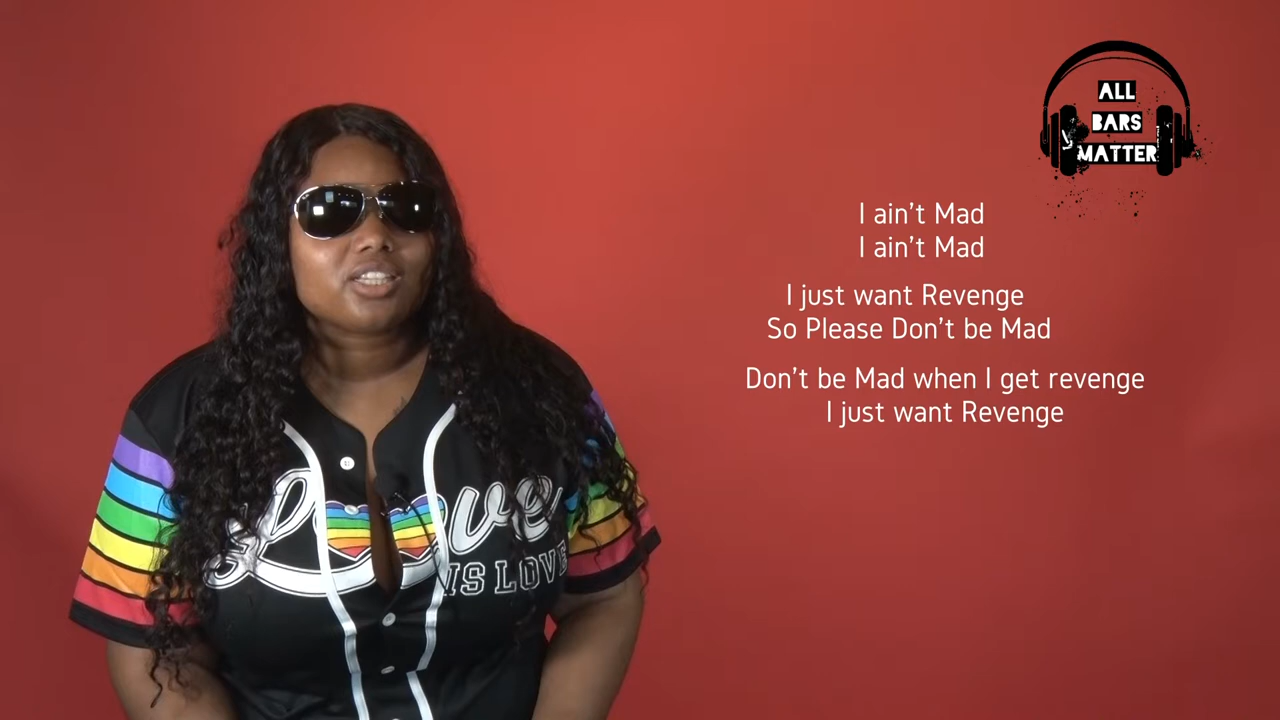 ALL
BARS
MATTER
I ain't Mad
I ain't Mad
I just want Revenge
So Please Don't be Mad
Don't be Mad when I get revenge
I just want Revenge
Love
IS LOVE